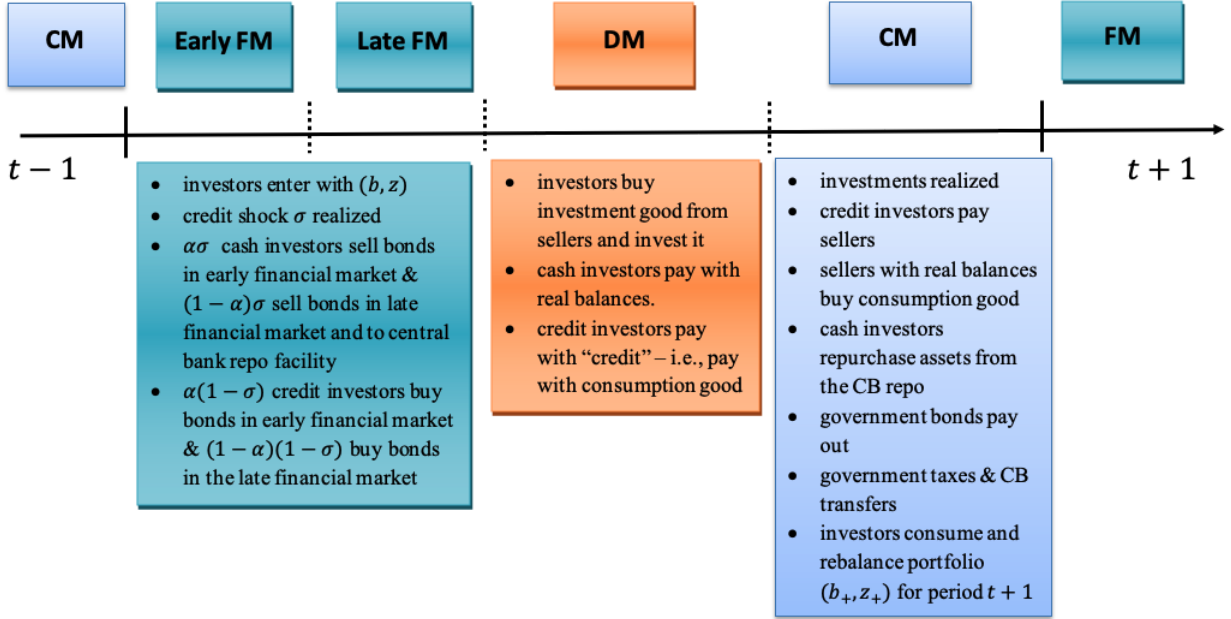 CM
Early FM
Late FM
DM
CM
FM
t − 1
t + 1
• investors enter with (b, z)
• credit shock σ realized
• ασ cash investors sell bonds
in early financial market &
(1 − α)σ sell bonds in late
financial market and to central
bank repo facility
• α(1 − σ) credit investors buy
bonds in early financial market
& (1 − α)(1 − σ) buy bonds
in the late financial market
• investors buy
investment good from
sellers and invest it
• cash investors pay with
real balances.
• credit investors pay
with “credit” – i.e., pay
with consumption good
• investments realized
• credit investors pay
sellers
• sellers with real balances
buy consumption good
• cash investors
repurchase assets from
the CB repo
• government bonds pay
out
• government taxes & CB
transfers
• investors consume and
rebalance portfolio
(b₊, z₊) for period t + 1